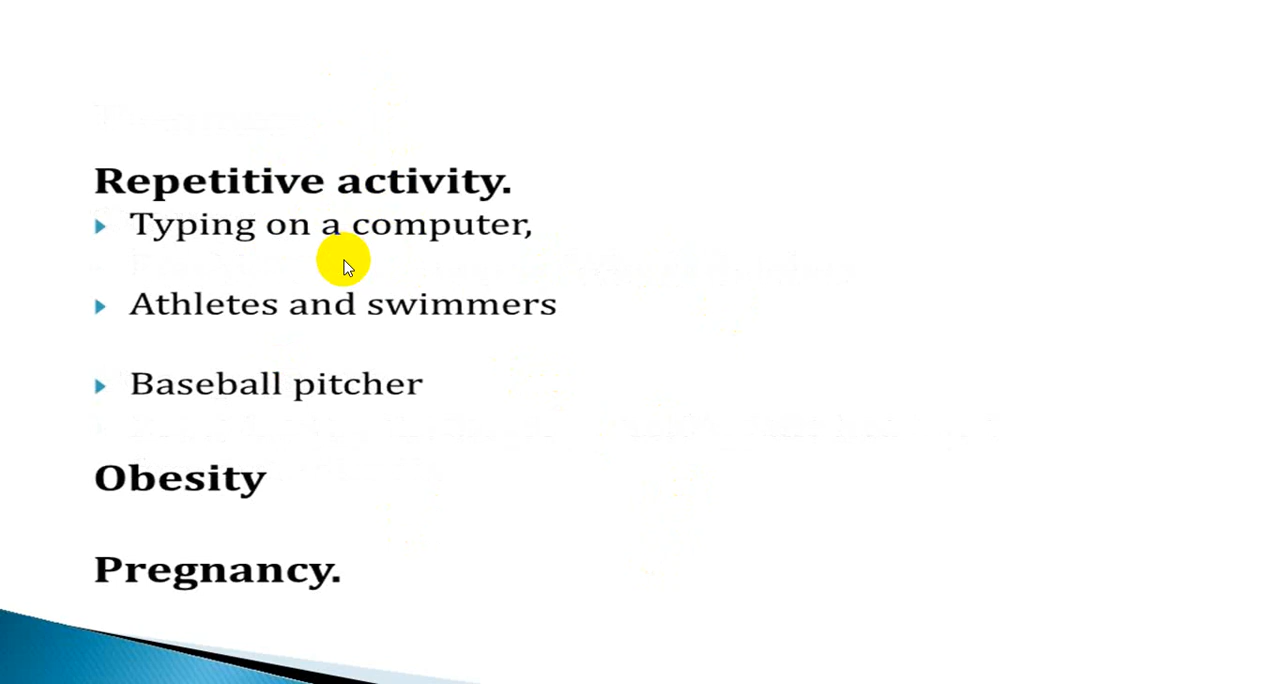 Repetitive activity.
Typing on a computer,
Athletes and swimmers
Baseball pitcher
Obesity
Pregnancy.